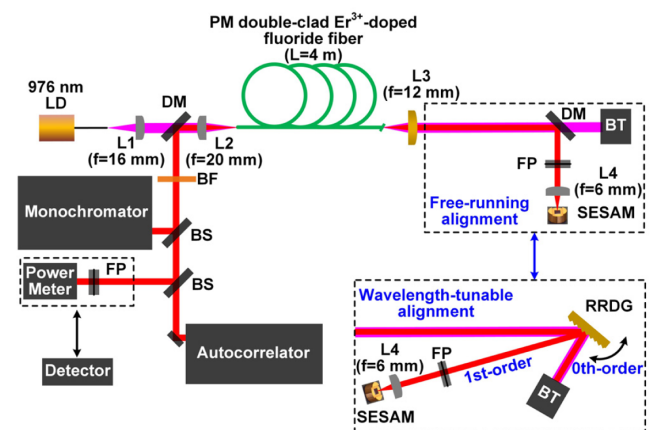 PM double-clad Er3+-doped
fluoride fiber
(L=4 m)
976 nm
LD
DM
L1
(f=16 mm)
L2
(f=20 mm)
L3
(f=12 mm)
DM
BT
FP
L4
(f=6 mm)
SESAM
Free-running
alignment
BF
Monochromator
BS
Power
Meter
FP
BS
Autocorrelator
Detector
Wavelength-tunable
alignment
RRDG
L4
(f=6 mm)
FP
1st-order
0th-order
SESAM
BT